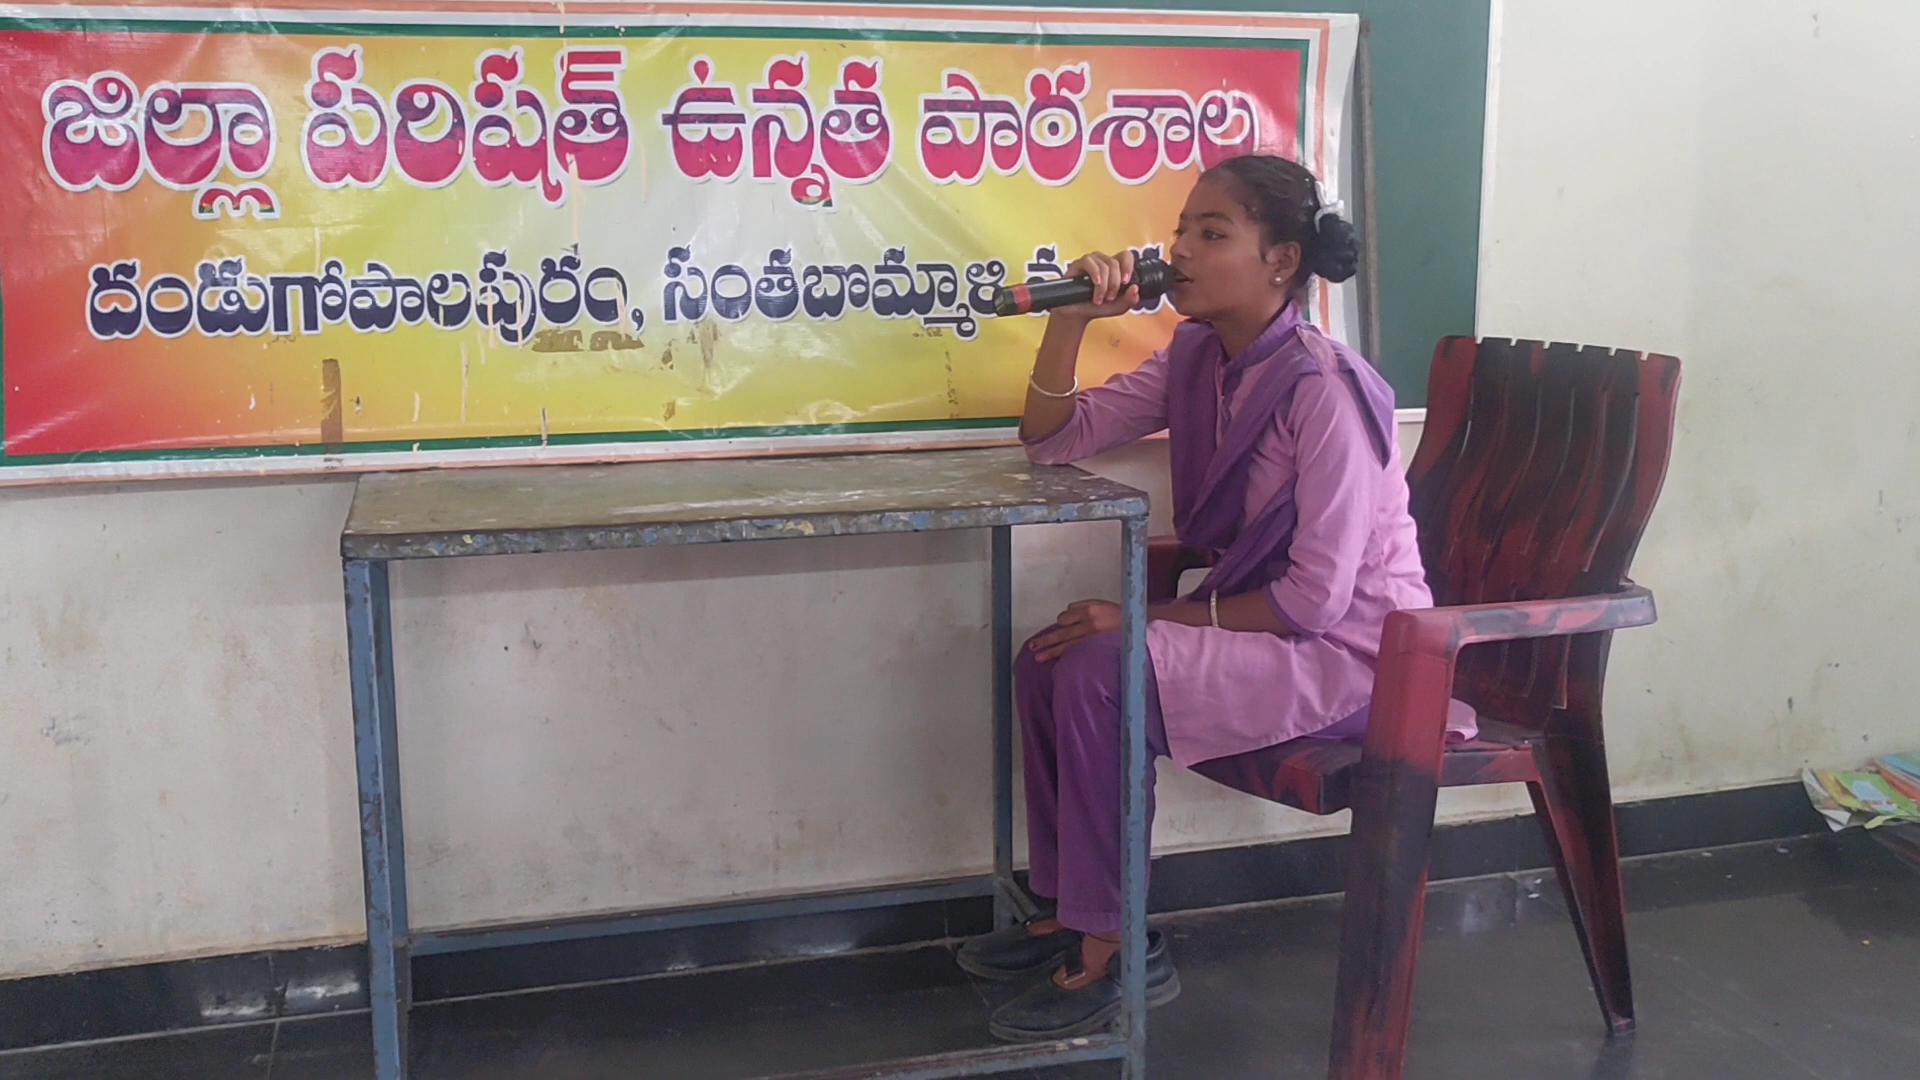 జిల్లా పరిషత్ ఉన్నత పాఠశాల
దండుగోపాలపురం, సంతబొమ్మాళి